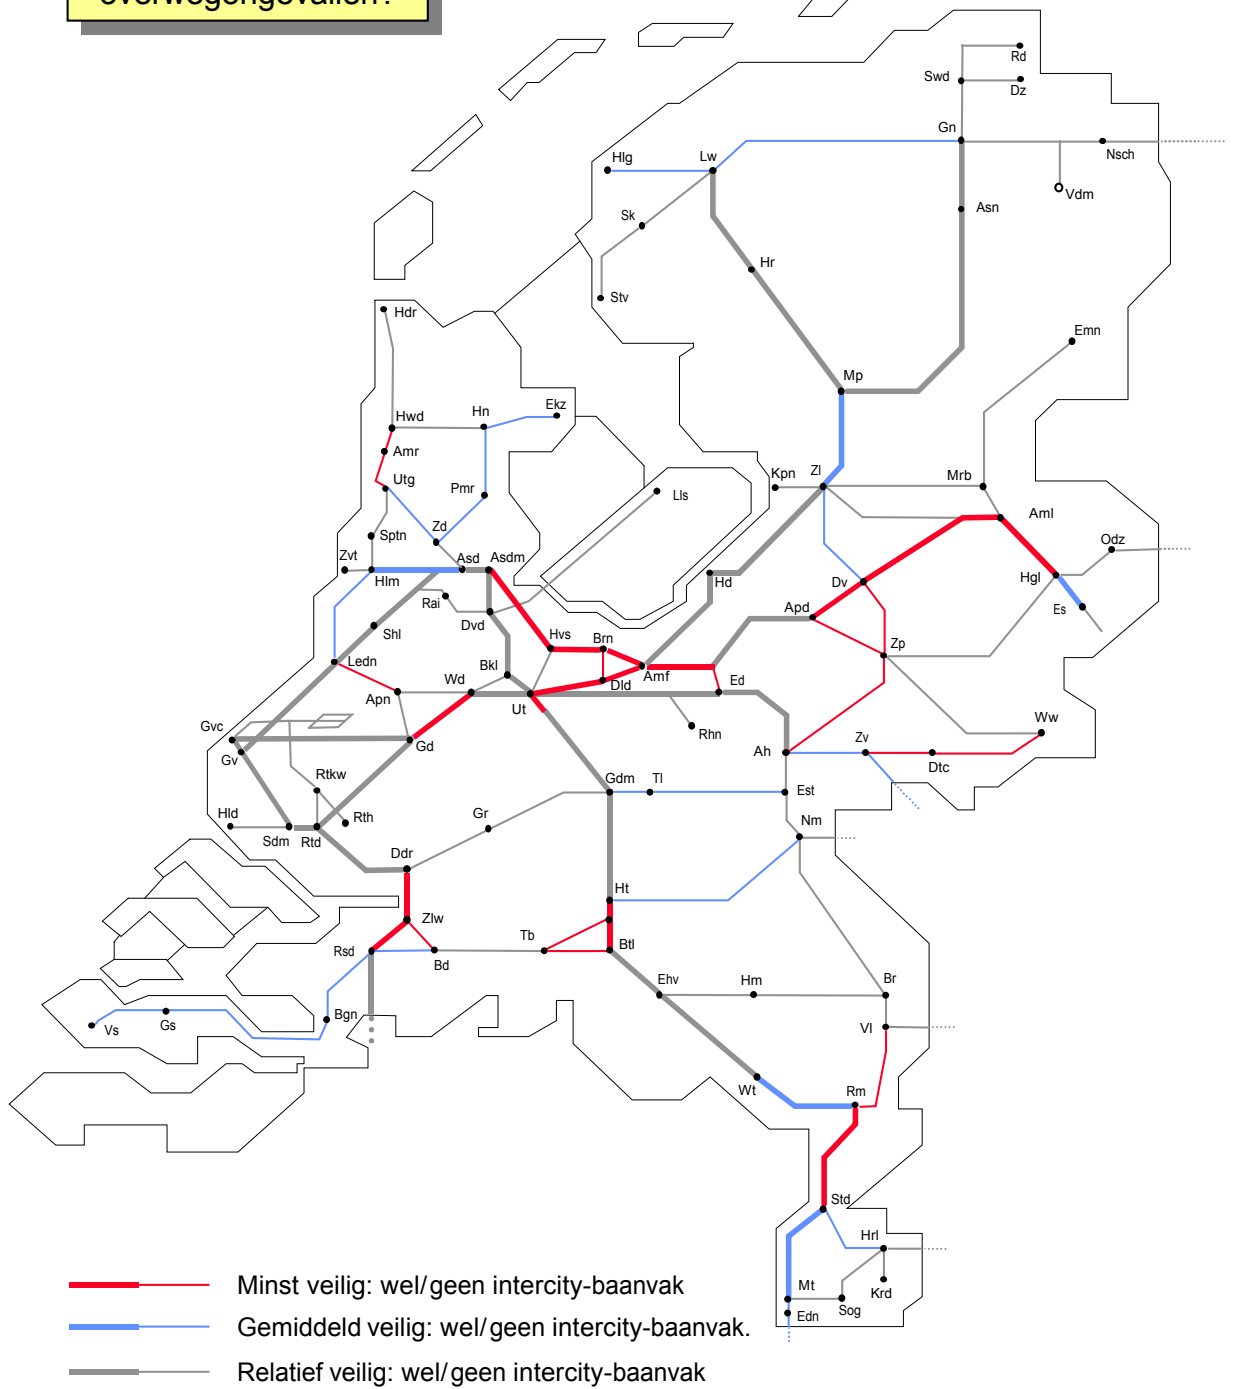 overwegongevallen?
Rd
Swd
Dz
Gn
Nsch
Hlg
Lw
Vdm
Sk
Asn
Hr
Stv
Hdr
Emn
Mp
Ekz
Hwd
Hn
Amr
Utg
Pmr
Lls
Kpn
Zl
Mrb
Aml
Sptn
Zd
Odz
Zvt
Asd
Asdm
Hlm
Hd
Dv
Hgl
Es
Rai
Dvd
Apd
Shl
Hvs
Brn
Zp
Ledn
Bkl
Amf
Wd
Dld
Ed
Apn
Ut
Ww
Gvc
Rhn
Gv
Gd
Ah
Zv
Dtc
Rtkw
Gdm
Tl
Est
Hld
Gr
Nm
Sdm
Rtd
Rth
Ddr
Ht
Zlw
Tb
Btl
Rsd
Bd
Ehv
Hm
Br
Bgn
Vs
Gs
Vl
Wt
Rm
Std
Hrl
Mt
Krd
Sog
Edn
Minst veilig: wel/geen intercity-baanvak
Gemiddeld veilig: wel/geen intercity-baanvak.
Relatief veilig: wel/geen intercity-baanvak